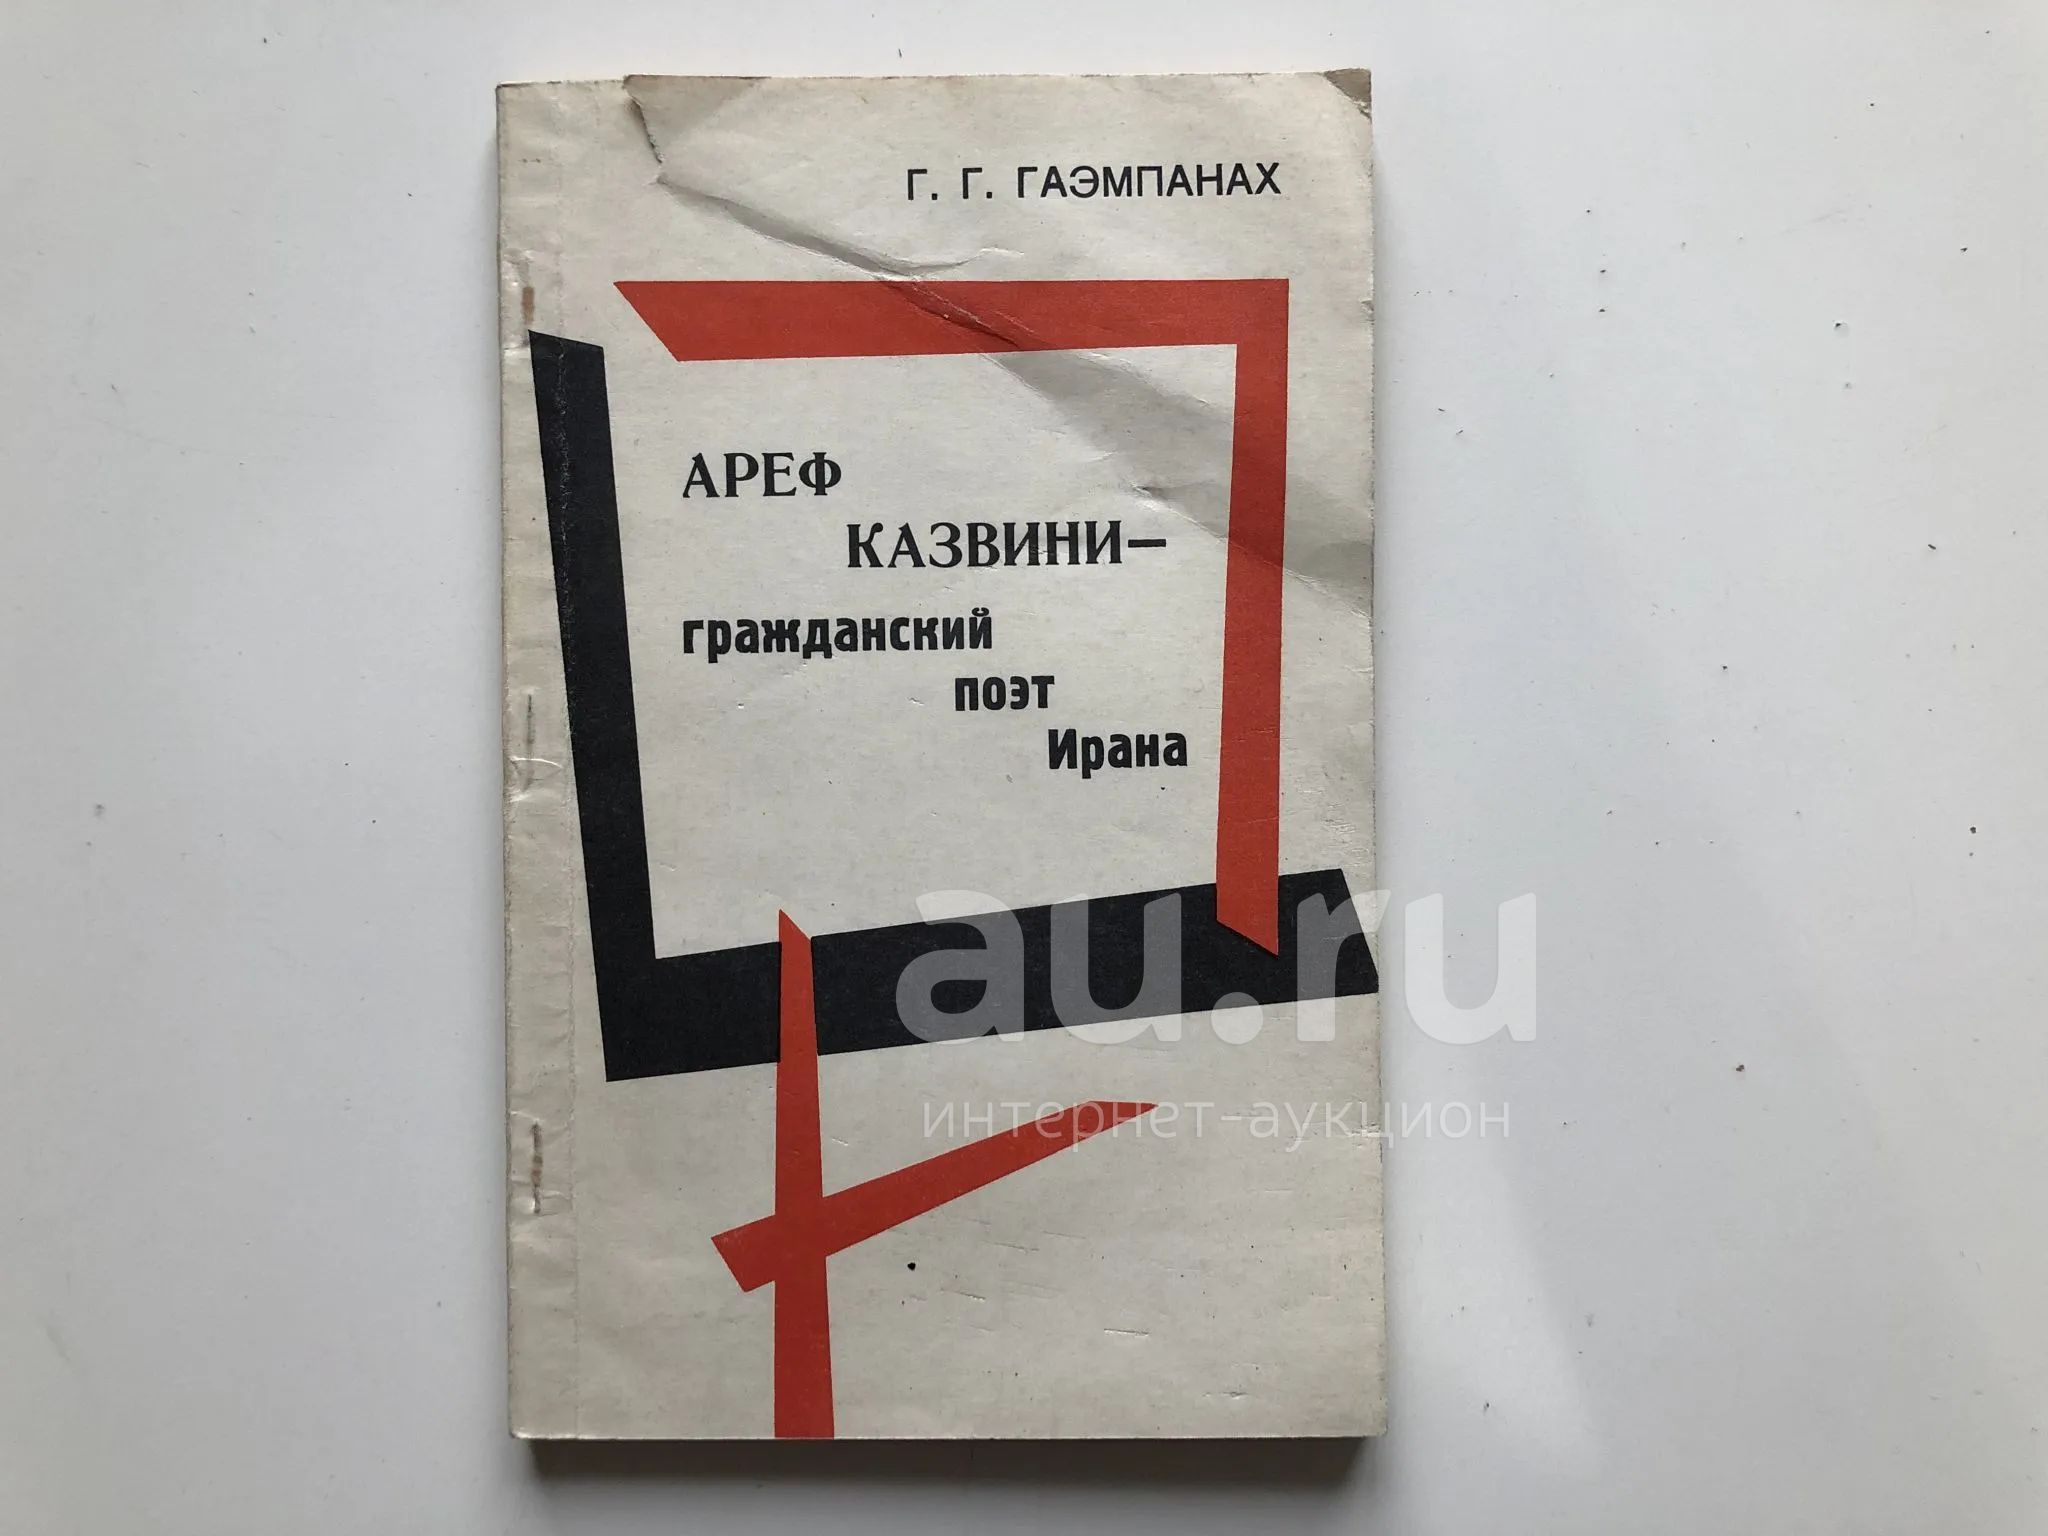 Г. Г. ГАЭМПАНАХ
АРЕФ
КАЗВИНИ—
гражданский
поэт
Ирана
au.ru
интернет-аукцион